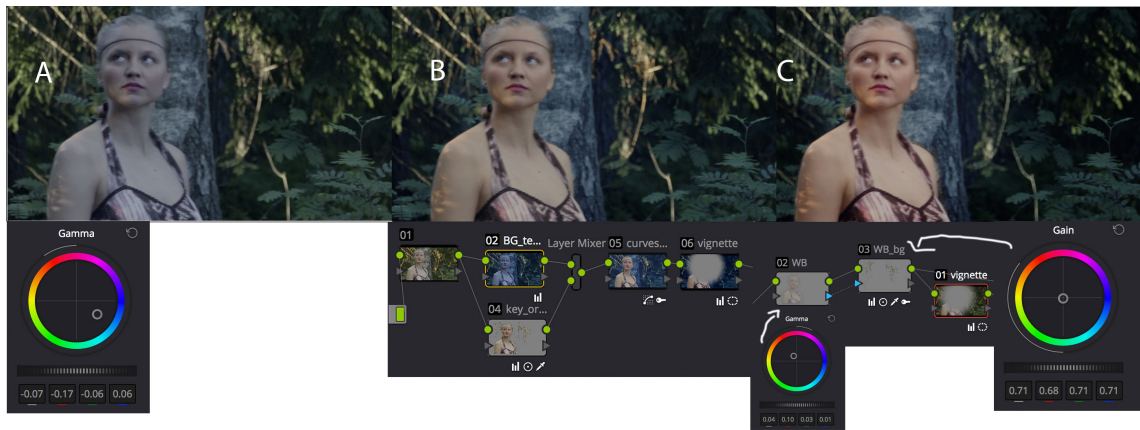 A
B
C
Gamma
-0.07 -0.17 -0.06 0.06
01
02 BG_te...
Layer Mixer
05 curves...
06 vignette
04 key_or...
02 WB
03 WB_bg
01 vignette
Gamma
0.04 0.10 0.03 0.01
Gain
0.71 0.68 0.71 0.71